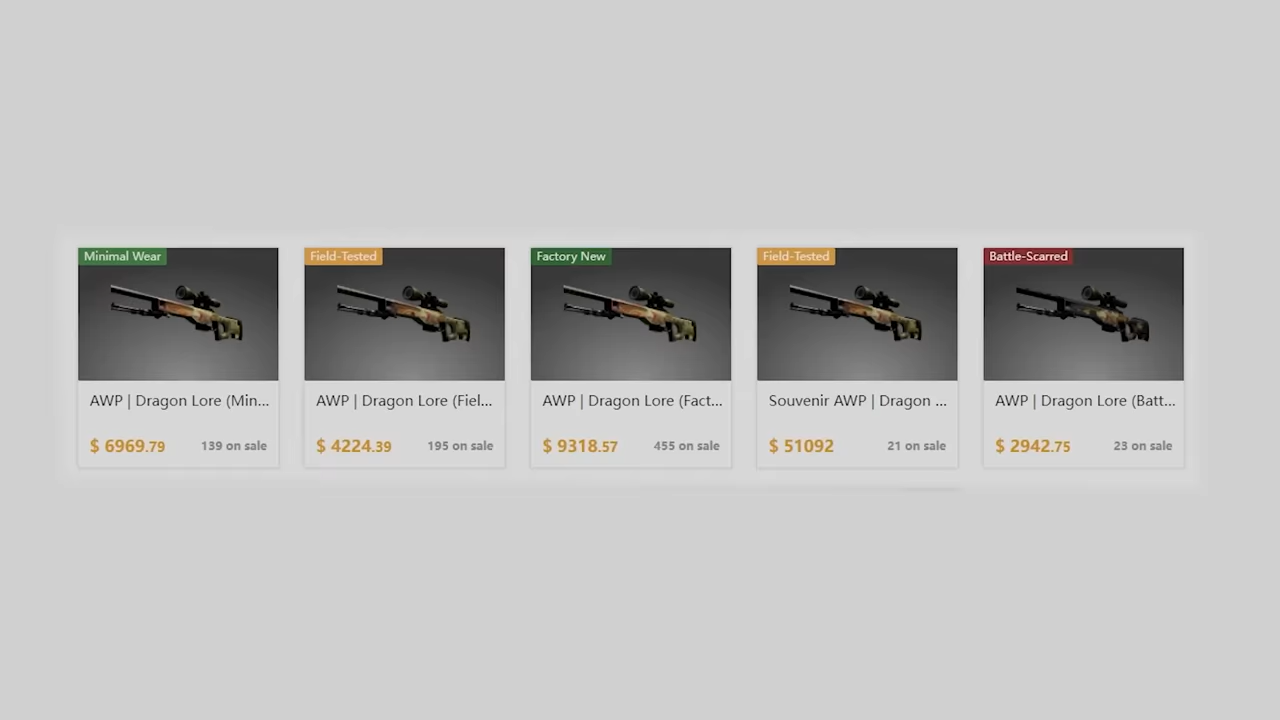 Minimal Wear
AWP | Dragon Lore (Min...
$ 6969.79
139 on sale
Field-Tested
AWP | Dragon Lore (Fiel...
$ 4224.39
195 on sale
Factory New
AWP | Dragon Lore (Fact...
$ 9318.57
455 on sale
Field-Tested
Souvenir AWP | Dragon ...
$ 51092
21 on sale
Battle-Scarred
AWP | Dragon Lore (Batt...
$ 2942.75
23 on sale